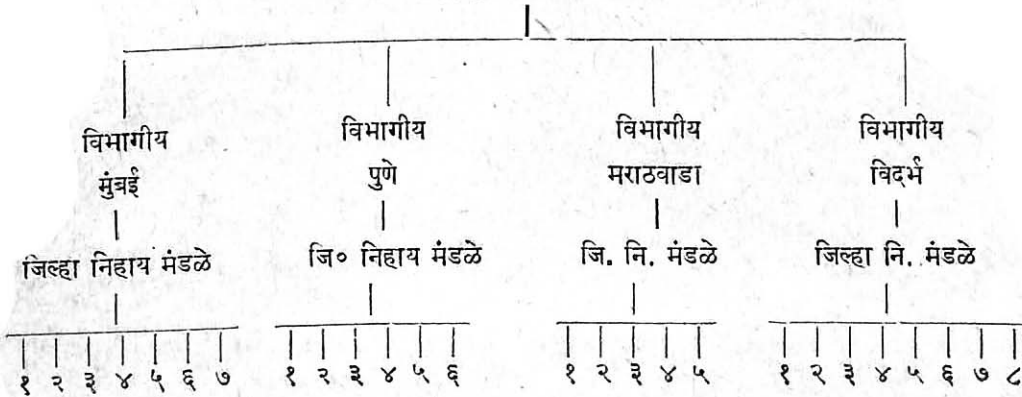 विभागीय विभागीय विभागीय विभागीय
मुंबई पुणे मराठवाडा विदर्भ
जिल्हा निहाय मंडळे जि० निहाय मंडळे जि. नि. मंडळे जिल्हा नि. मंडळे
१ २ ३ ४ ५ ६ ७ १ २ ३ ४ ५ ६ १ २ ३ ४ ५ १ २ ३ ४ ५ ६ ७ ८